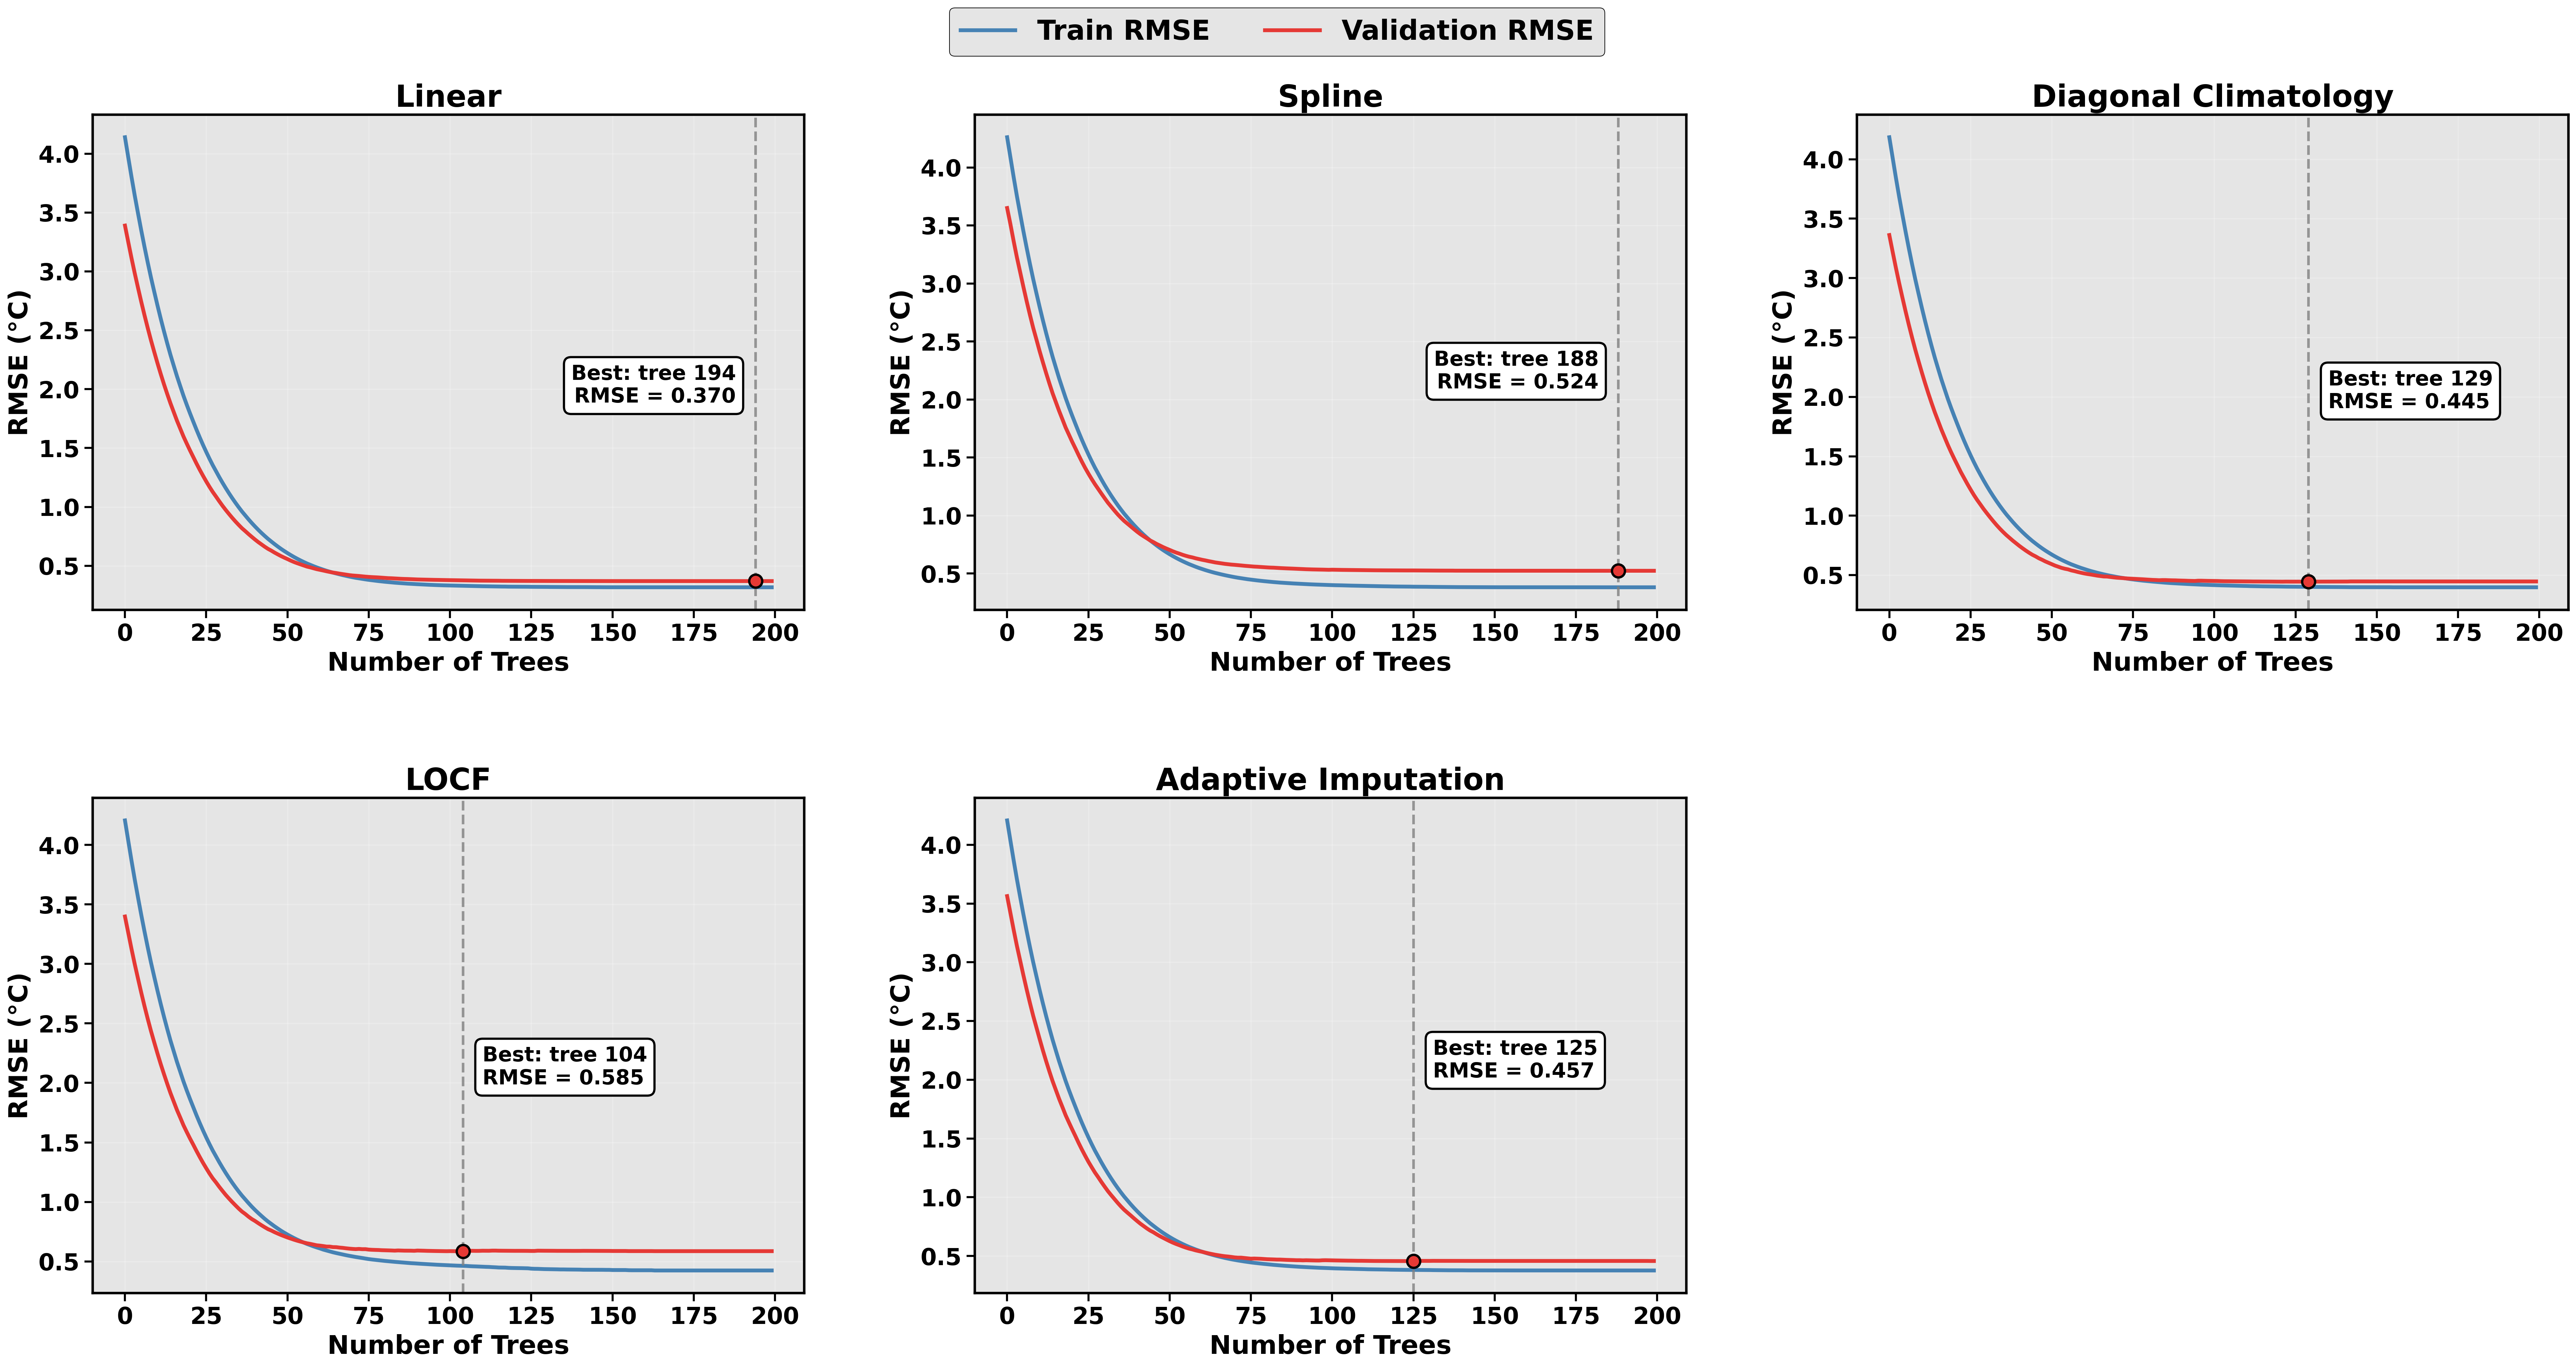 Train RMSE Validation RMSE
Linear
RMSE (°C)
4.0
3.5
3.0
2.5
2.0
1.5
1.0
0.5
Best: tree 194
RMSE = 0.370
0 25 50 75 100 125 150 175 200
Number of Trees
Spline
RMSE (°C)
4.0
3.5
3.0
2.5
2.0
1.5
1.0
0.5
Best: tree 188
RMSE = 0.524
0 25 50 75 100 125 150 175 200
Number of Trees
Diagonal Climatology
RMSE (°C)
4.0
3.5
3.0
2.5
2.0
1.5
1.0
0.5
Best: tree 129
RMSE = 0.445
0 25 50 75 100 125 150 175 200
Number of Trees
LOCF
RMSE (°C)
4.0
3.5
3.0
2.5
2.0
1.5
1.0
0.5
Best: tree 104
RMSE = 0.585
0 25 50 75 100 125 150 175 200
Number of Trees
Adaptive Imputation
RMSE (°C)
4.0
3.5
3.0
2.5
2.0
1.5
1.0
0.5
Best: tree 125
RMSE = 0.457
0 25 50 75 100 125 150 175 200
Number of Trees